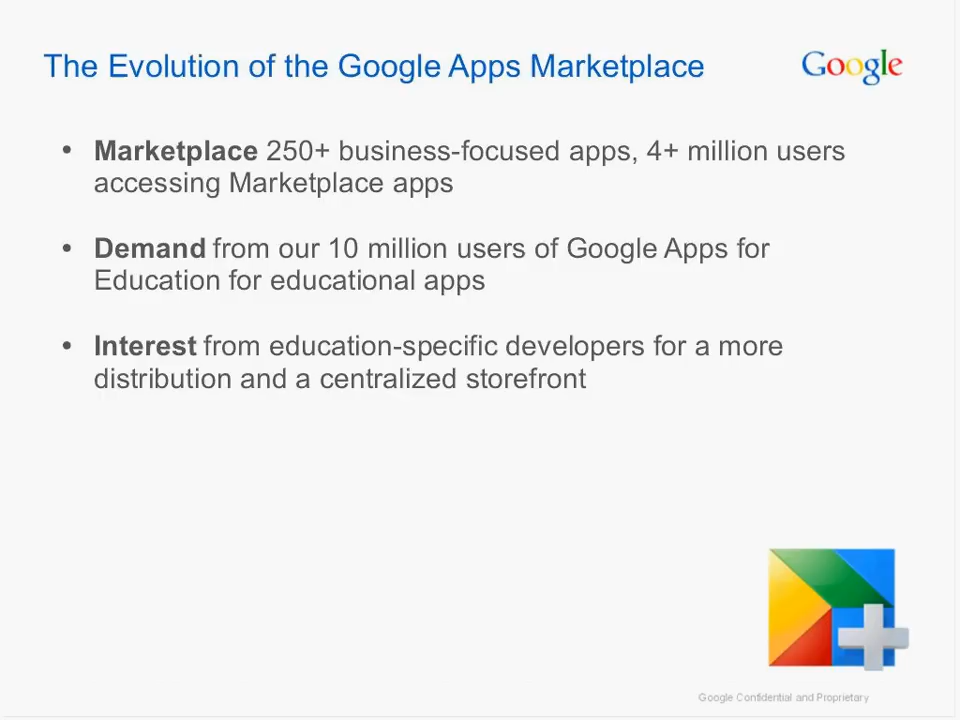 The Evolution of the Google Apps Marketplace
Google
• Marketplace 250+ business-focused apps, 4+ million users
accessing Marketplace apps
• Demand from our 10 million users of Google Apps for
Education for educational apps
• Interest from education-specific developers for a more
distribution and a centralized storefront
Google Confidential and Proprietary